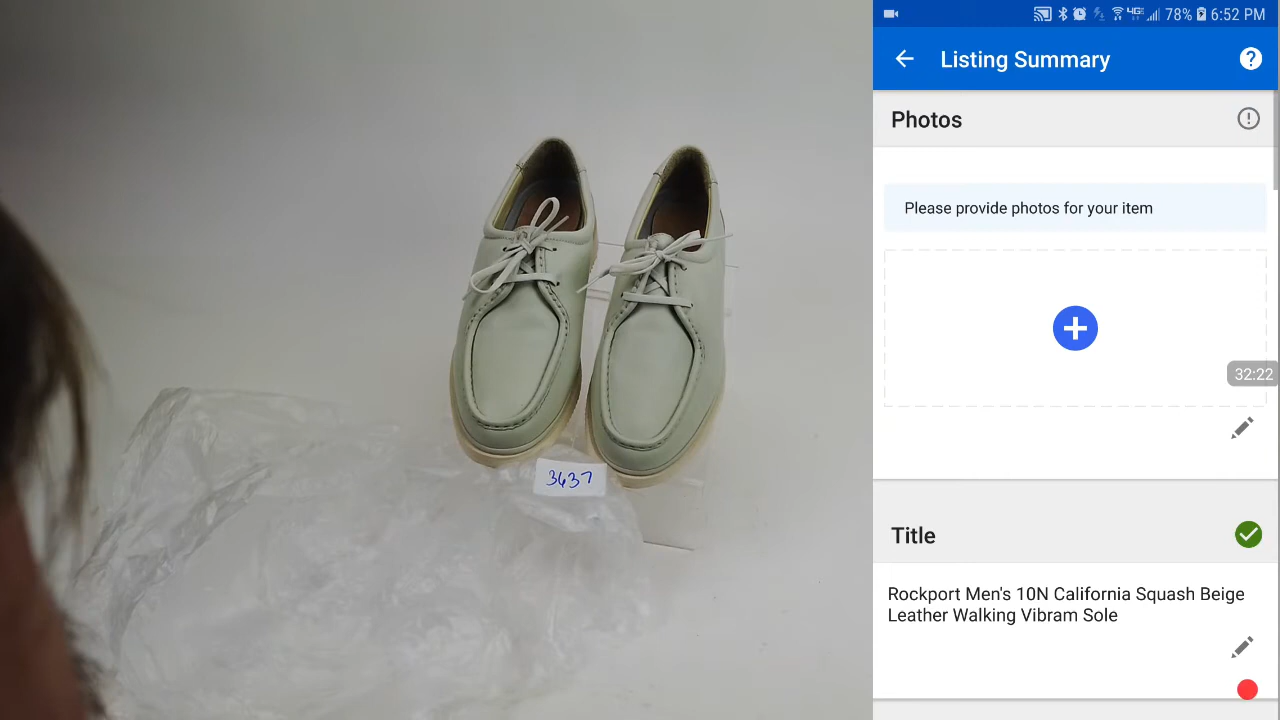 3437
78% 6:52 PM
Listing Summary
Photos
Please provide photos for your item
32:22
Title
Rockport Men's 10N California Squash Beige
Leather Walking Vibram Sole